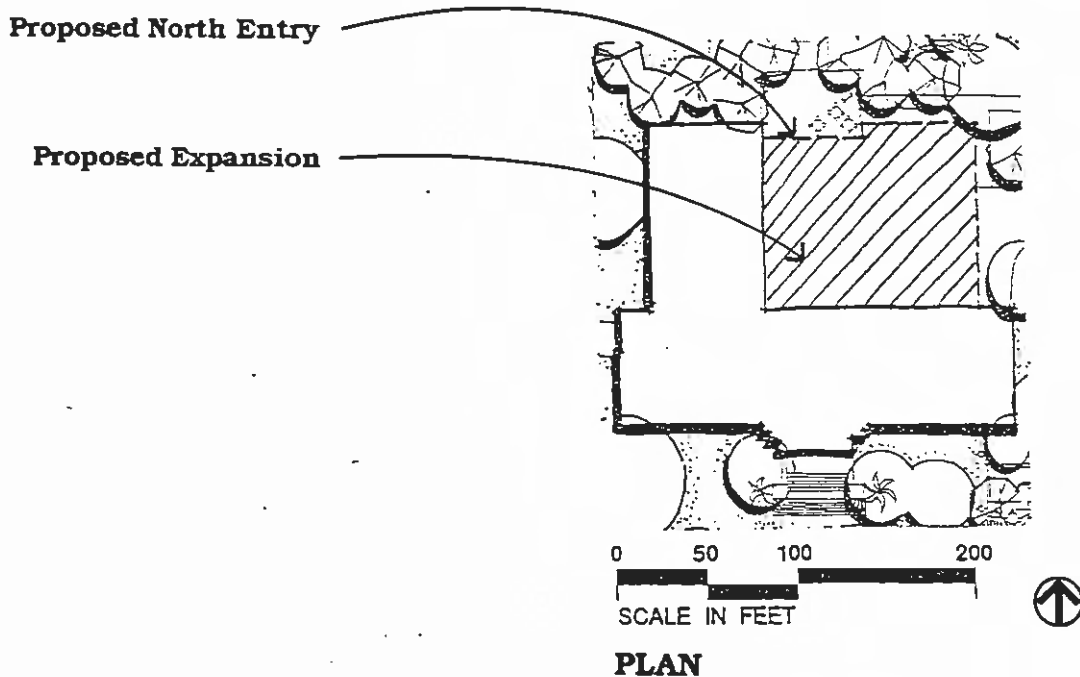 Proposed North Entry
Proposed Expansion
0 50 100 200
SCALE IN FEET
PLAN